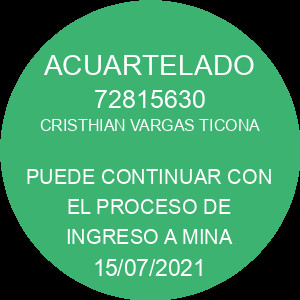 ACUARTELADO
72815630
CRISTHIAN VARGAS TICONA
PUEDE CONTINUAR CON
EL PROCESO DE
INGRESO A MINA
15/07/2021